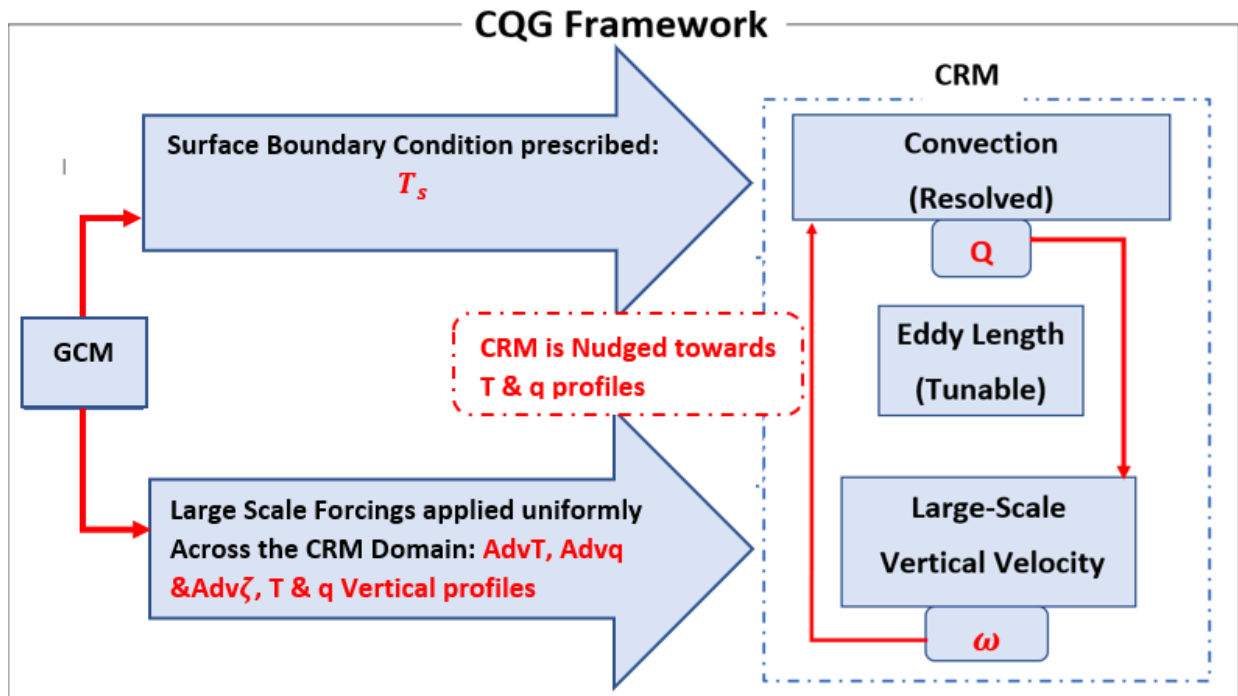 CQG Framework
CRM
Surface Boundary Condition prescribed:
T_s
Convection
(Resolved)
Q
GCM
CRM is Nudged towards
T & q profiles
Eddy Length
(Tunable)
Large Scale Forcings applied uniformly
Across the CRM Domain: AdvT, Advq
&Advζ, T & q Vertical profiles
Large-Scale
Vertical Velocity
ω